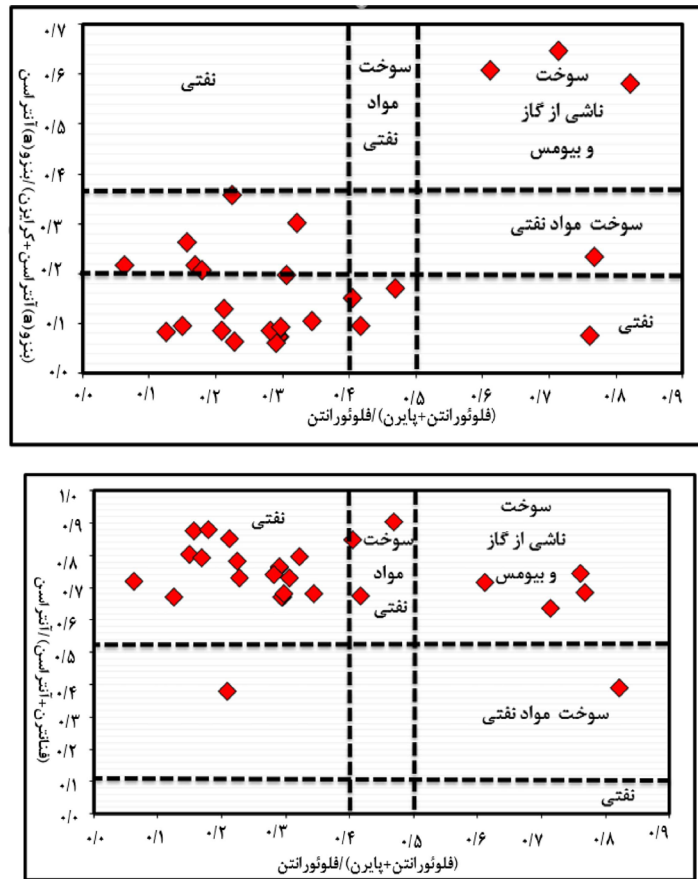 ۰/۷
۰/۶
۰/۵
۰/۴
۰/۳
۰/۲
۰/۱
۰/۰
بنزو(a)آنتراسن/(بنزو(a)آنتراسن+کرایزن)
نفتی
سوخت
مواد
نفتی
سوخت
ناشی از گاز
و بیومس
سوخت مواد نفتی
نفتی
۰/۰
۰/۱
۰/۲
۰/۳
۰/۴
۰/۵
۰/۶
۰/۷
۰/۸
۰/۹
فلوئورانتن/(فلوئورانتن+پایرن)
۱/۰
۰/۹
۰/۸
۰/۷
۰/۶
۰/۵
۰/۴
۰/۳
۰/۲
۰/۱
۰/۰
آنتراسن/(فنانترن+آنتراسن)
نفتی
سوخت
مواد
نفتی
سوخت
ناشی از گاز
و بیومس
سوخت مواد نفتی
نفتی
۰/۰
۰/۱
۰/۲
۰/۳
۰/۴
۰/۵
۰/۶
۰/۷
۰/۸
۰/۹
فلوئورانتن/(فلوئورانتن+پایرن)